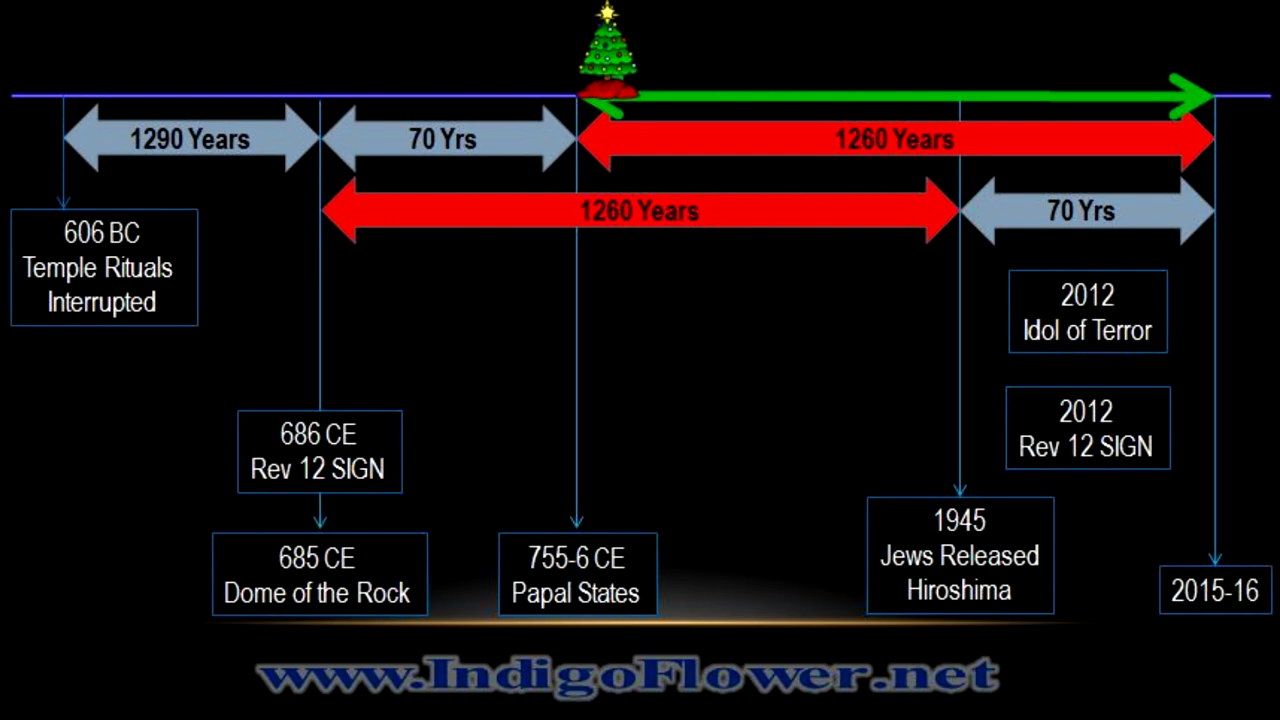 1290 Years
70 Yrs
1260 Years
1260 Years
70 Yrs
606 BC
Temple Rituals
Interrupted
2012
Idol of Terror
2012
Rev 12 SIGN
686 CE
Rev 12 SIGN
685 CE
Dome of the Rock
755-6 CE
Papal States
1945
Jews Released
Hiroshima
2015-16
www.IndigoFlower.net